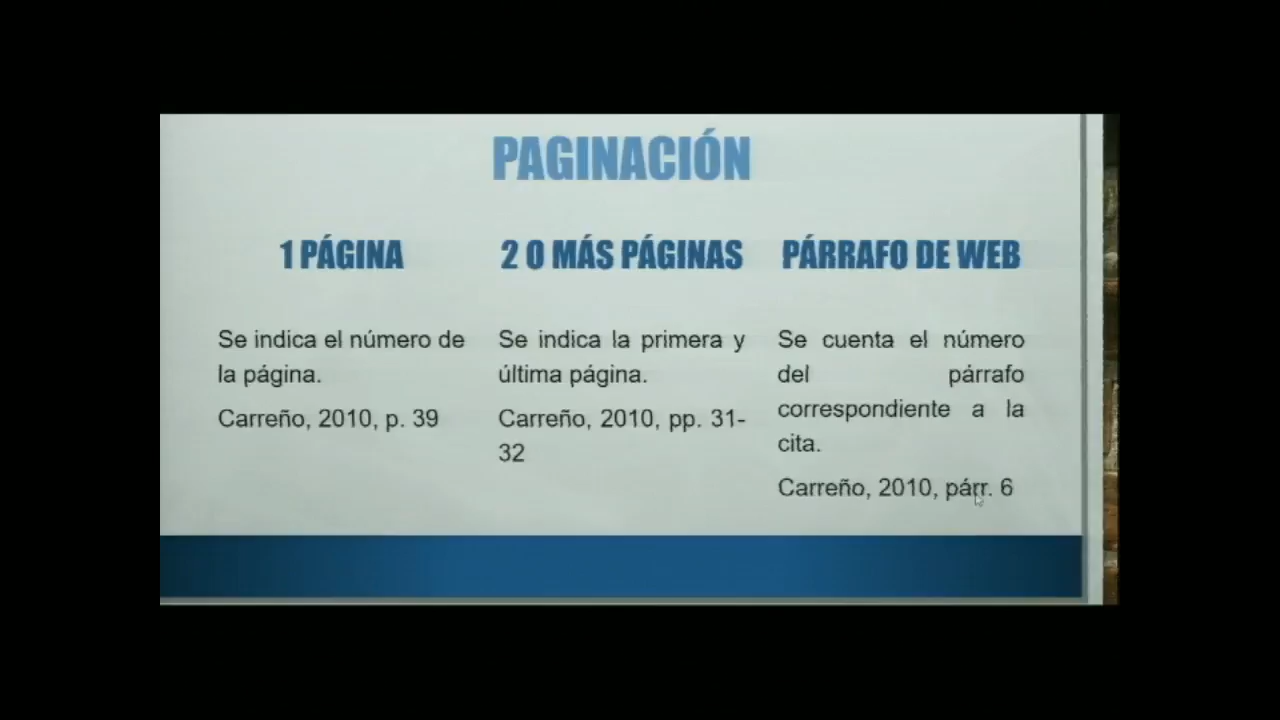 PAGINACIÓN
1 PÁGINA
Se indica el número de
la página.
Carreño, 2010, p. 39
2 O MÁS PÁGINAS
Se indica la primera y
última página.
Carreño, 2010, pp. 31-
32
PÁRRAFO DE WEB
Se cuenta el número
del párrafo
correspondiente a la
cita.
Carreño, 2010, párr. 6